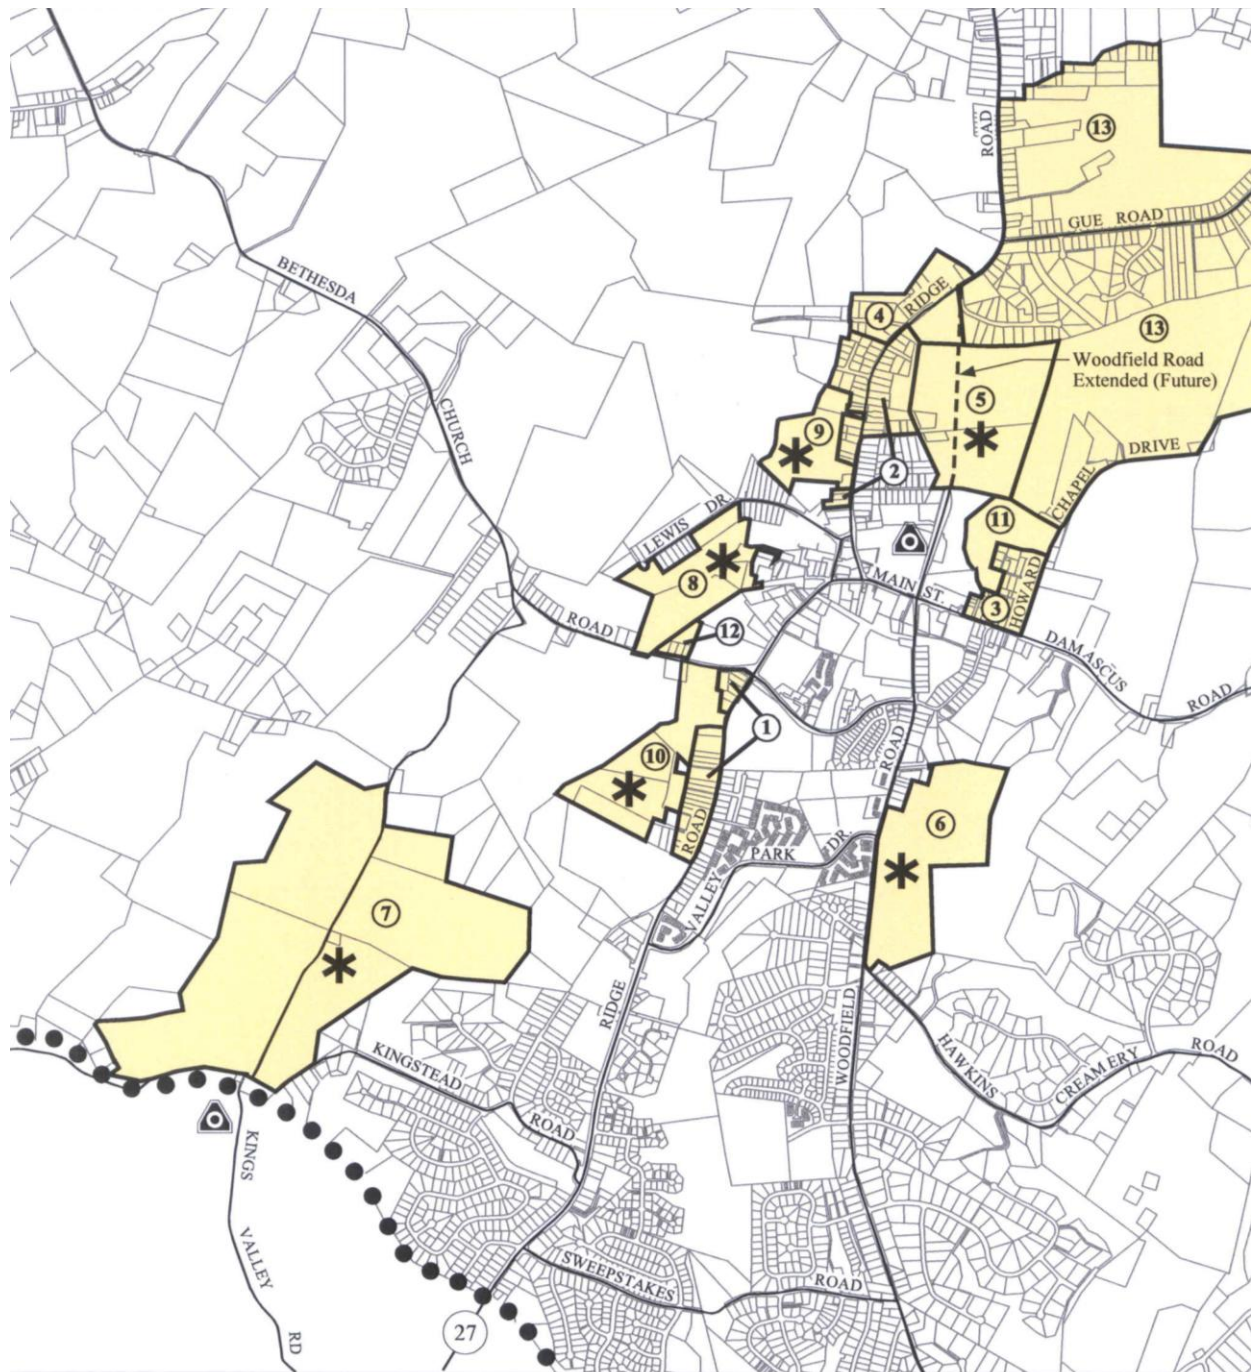 ROAD
13
GUE ROAD
BETHESDA
RIDGE
4
13
Woodfield Road
Extended (Future)
5
CHURCH
9
DRIVE
2
CHAPEL
LEWIS DR.
11
8
MAIN ST.
HOWARD
3
ROAD
12
DAMASCUS
ROAD
1
10
ROAD
6
ROAD
PARK DR.
VALLEY
7
RIDGE
WOODFIELD
HAWKINS
CREAMERY
ROAD
KINGSTEAD
ROAD
KINGS
VALLEY
RD
SWEEPSTAKES
ROAD
27